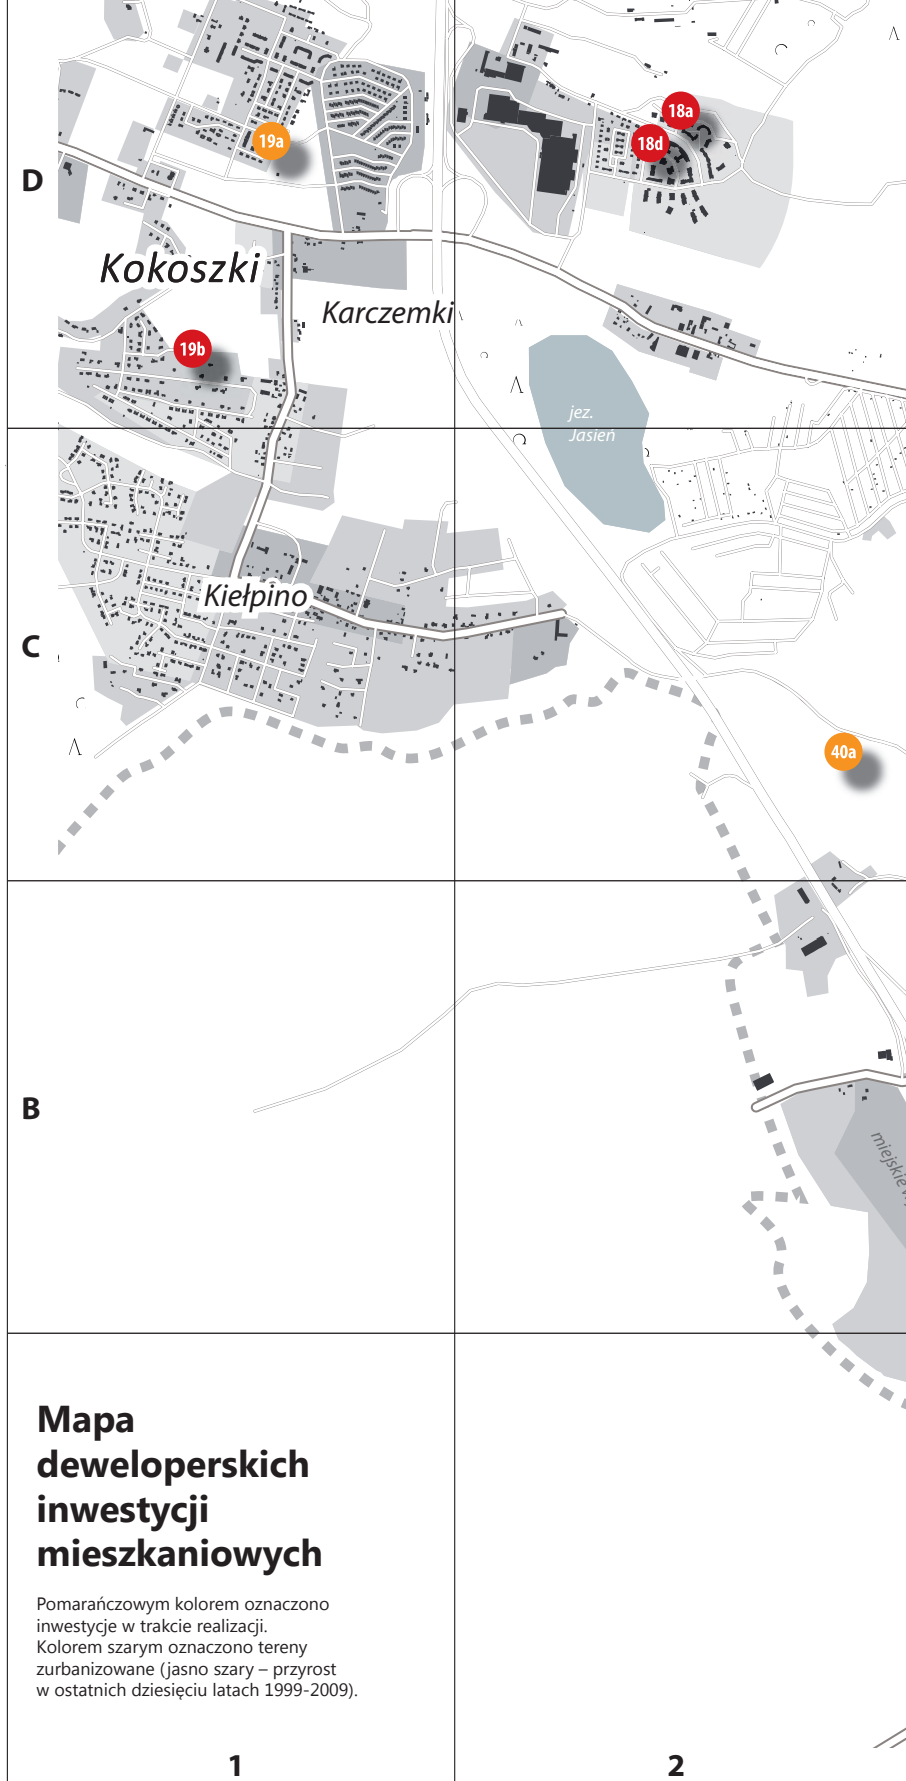 19a
18a
18d
D
Kokoszki
Karczemki
19b
jez.
Jasień
Kiełpino
C
40a
B
Mapa
deweloperskich
inwestycji
mieszkaniowych
Pomarańczowym kolorem oznaczono
inwestycje w trakcie realizacji.
Kolorem szarym oznaczono tereny
zurbanizowane (jasno szary – przyrost
w ostatnich dziesięciu latach 1999-2009).
miejskie
1
2